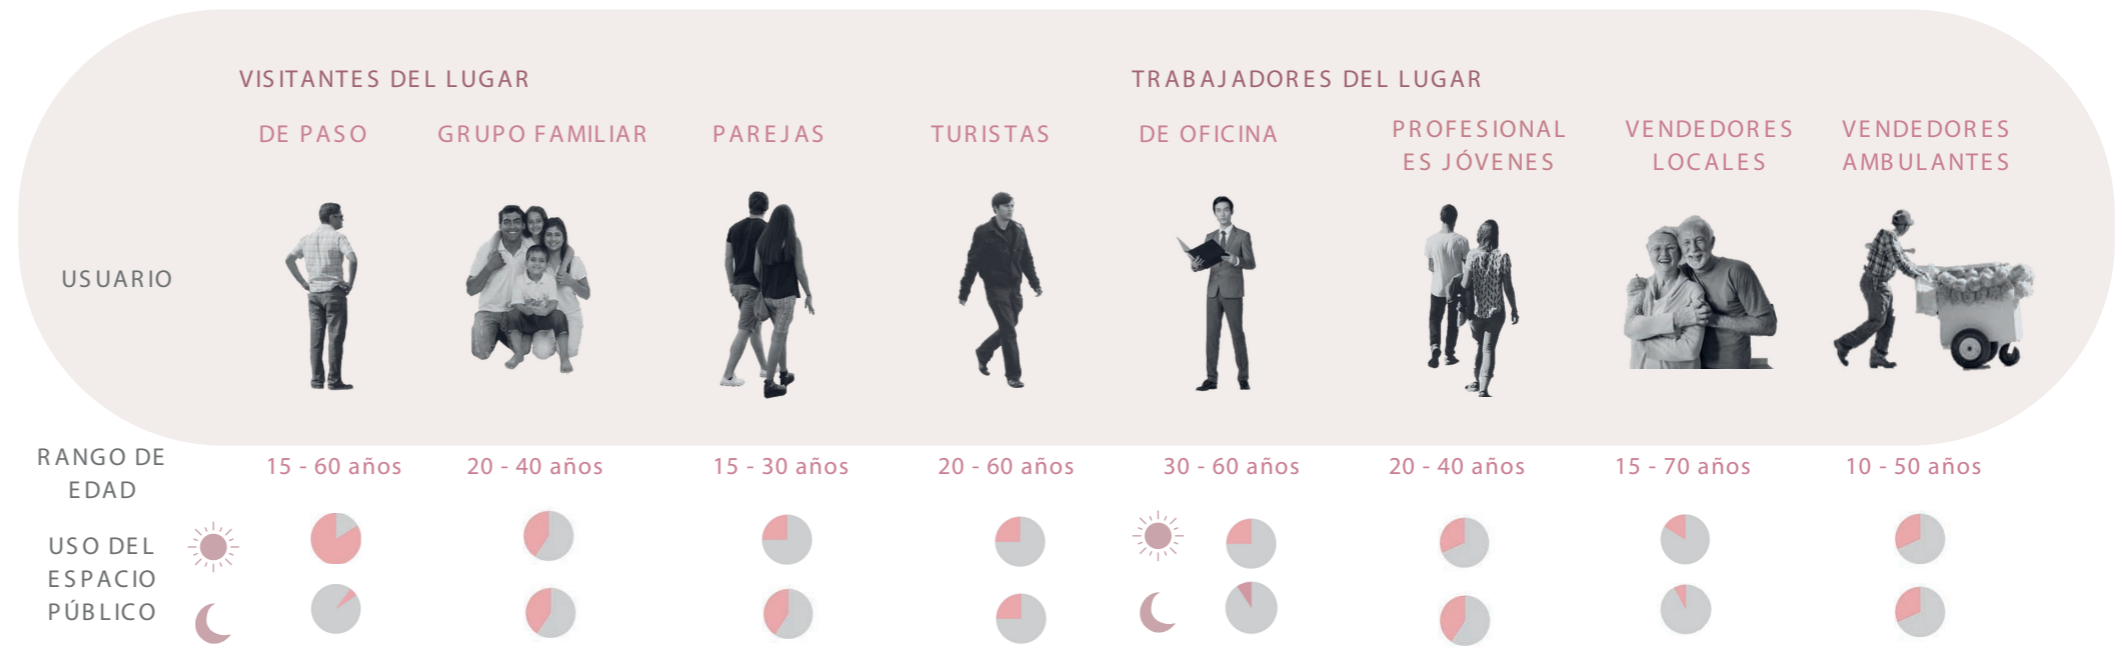 VISITANTES DEL LUGAR
TRABAJADORES DEL LUGAR
DE PASO
GRUPO FAMILIAR
PAREJAS
TURISTAS
DE OFICINA
PROFESIONAL
ES JÓVENES
VENDEDORES
LOCALES
VENDEDORES
AMBULANTES
USUARIO
RANGO DE
EDAD
15 - 60 años
20 - 40 años
15 - 30 años
20 - 60 años
30 - 60 años
20 - 40 años
15 - 70 años
10 - 50 años
USO DEL
ESPACIO
PÚBLICO